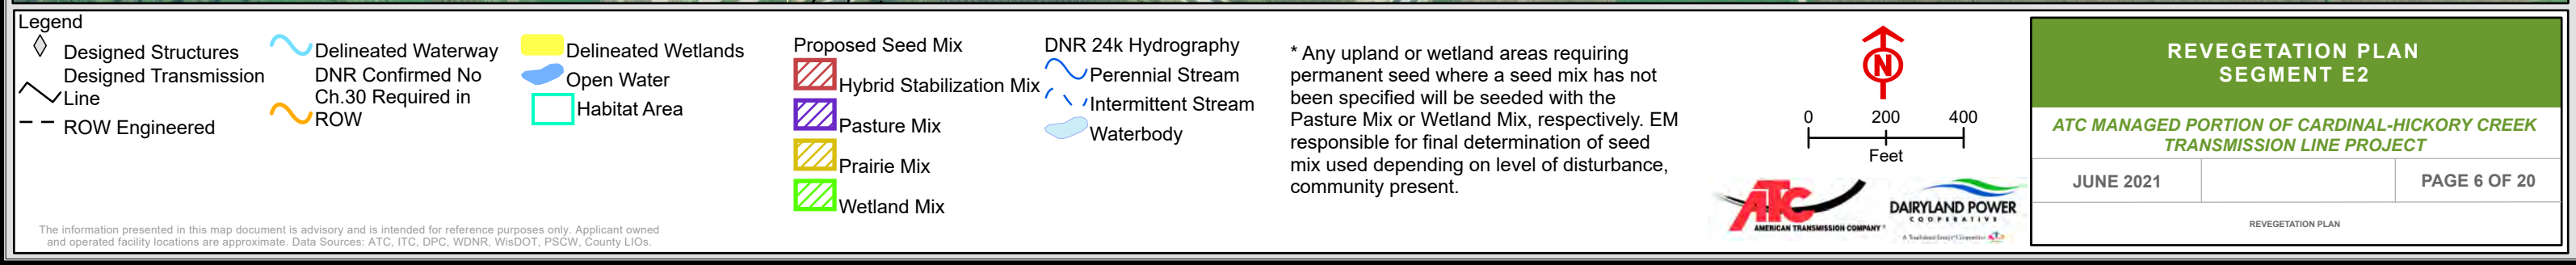 Legend
Designed Structures
Designed Transmission
Line
ROW Engineered
Delineated Waterway
DNR Confirmed No
Ch.30 Required in
ROW
Delineated Wetlands
Open Water
Habitat Area
Proposed Seed Mix
Hybrid Stabilization Mix
Pasture Mix
Prairie Mix
Wetland Mix
DNR 24k Hydrography
Perennial Stream
Intermittent Stream
Waterbody
* Any upland or wetland areas requiring
permanent seed where a seed mix has not
been specified will be seeded with the
Pasture Mix or Wetland Mix, respectively. EM
responsible for final determination of seed
mix used depending on level of disturbance,
community present.
N
0 200 400
Feet
ATC
AMERICAN TRANSMISSION COMPANY®
DAIRYLAND POWER
COOPERATIVE
REVEGETATION PLAN
SEGMENT E2
ATC MANAGED PORTION OF CARDINAL-HICKORY CREEK
TRANSMISSION LINE PROJECT
JUNE 2021
PAGE 6 OF 20
REVEGETATION PLAN
The information presented in this map document is advisory and is intended for reference purposes only. Applicant owned
and operated facility locations are approximate. Data Sources: ATC, ITC, DPC, WDNR, WisDOT, PSCW, County LIOs.